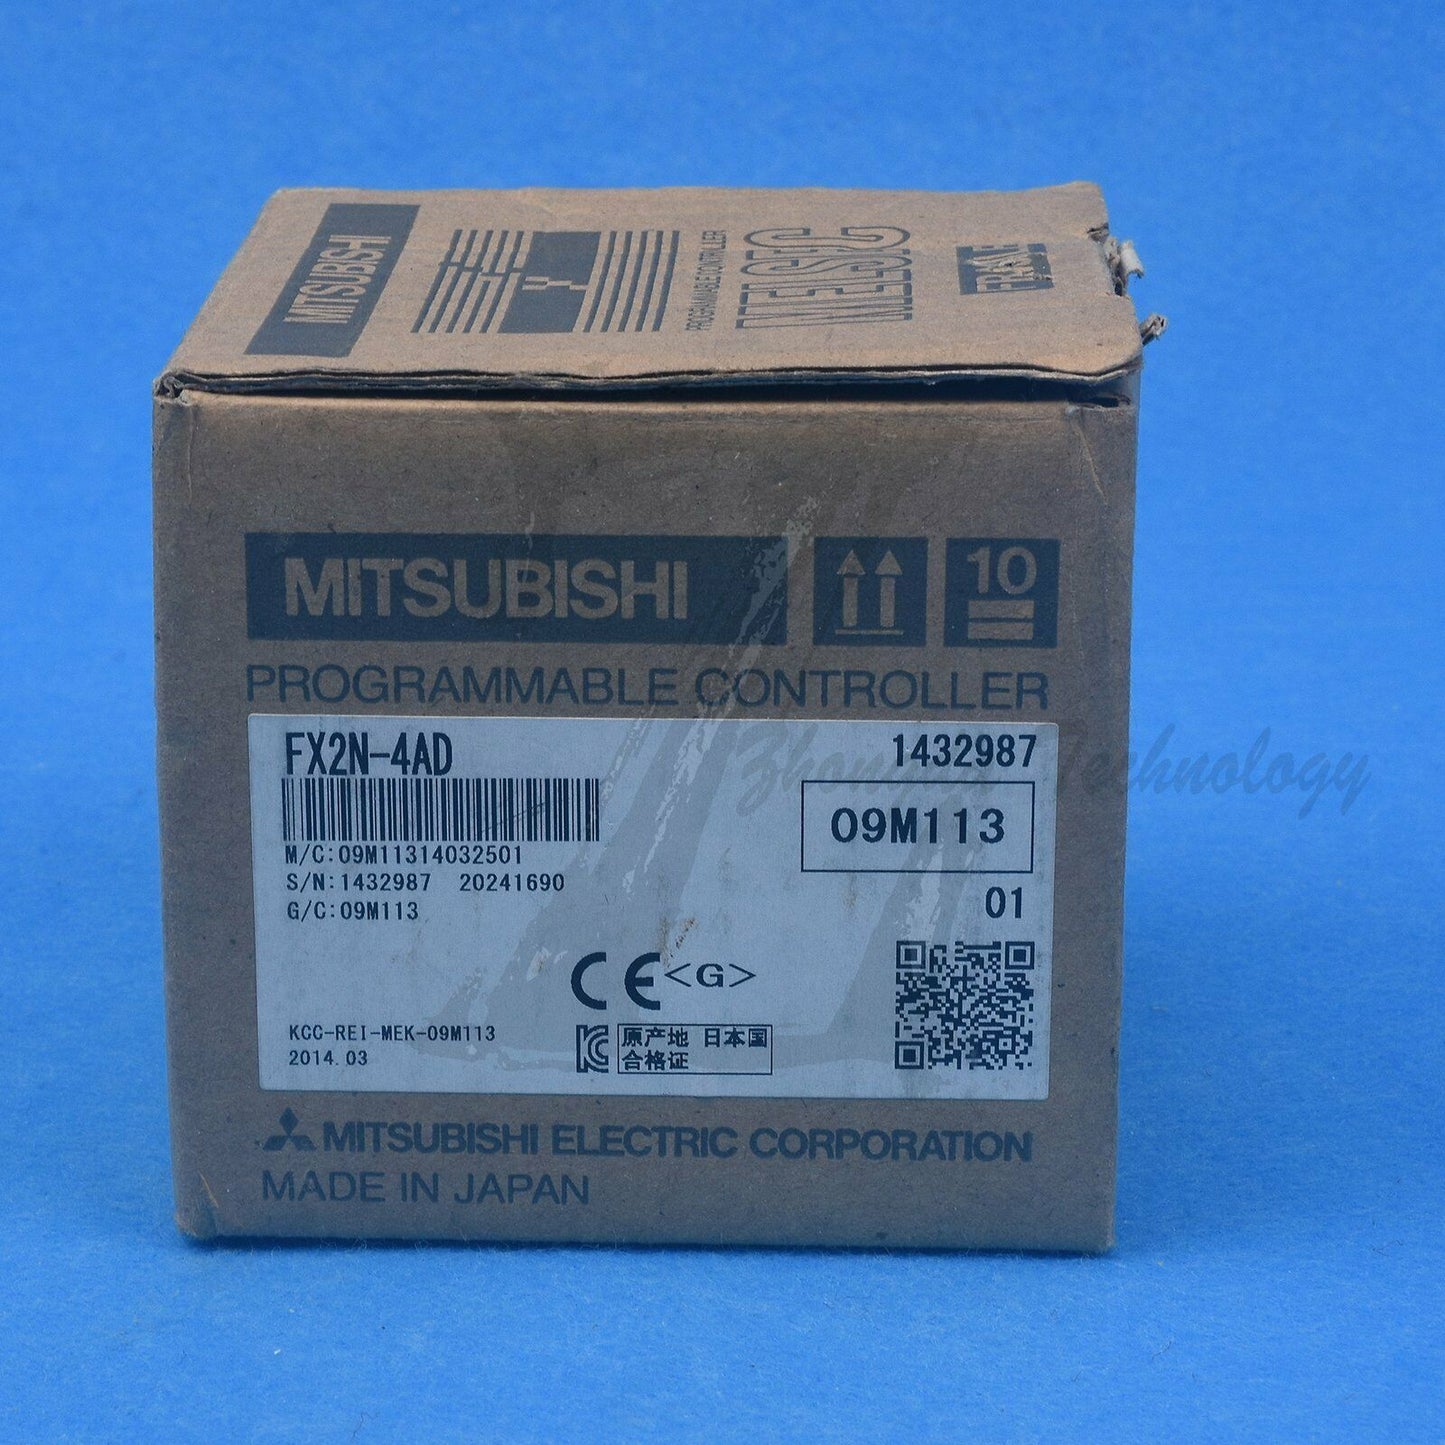 MITSUBISHI
PROGRAMMABLE CONTROLLER
MELSEC
MITSUBISHI
10
PROGRAMMABLE CONTROLLER
FX2N-4AD
1432987
09M113
M/C:09M11314032501
S/N:1432987 20241690
G/C:09M113
01
CE<G>
KCC-REI-MEK-09M113
2014.03
原产地 日本国
合格证
MITSUBISHI ELECTRIC CORPORATION
MADE IN JAPAN
Technology